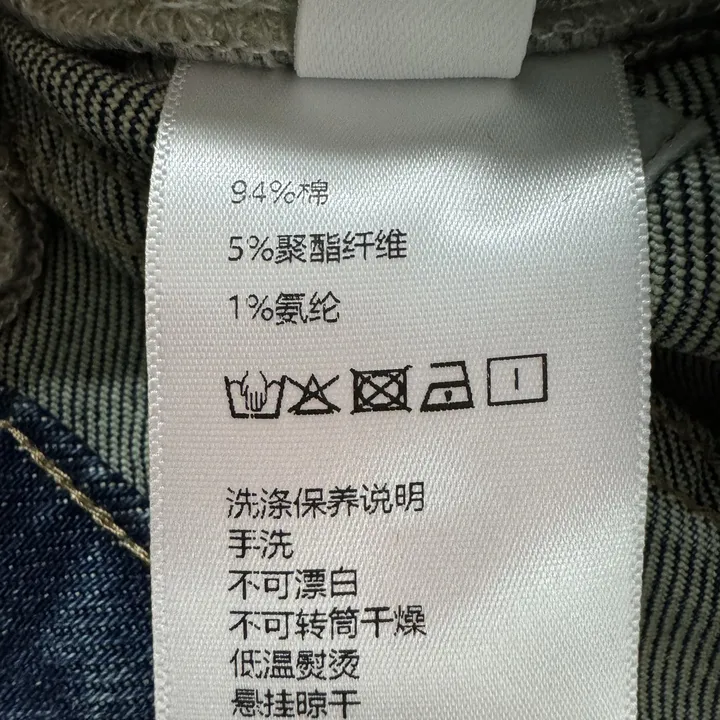 94%棉
5%聚酯纤维
1%氨纶
洗涤保养说明
手洗
不可漂白
不可转筒干燥
低温熨烫
悬挂晾干